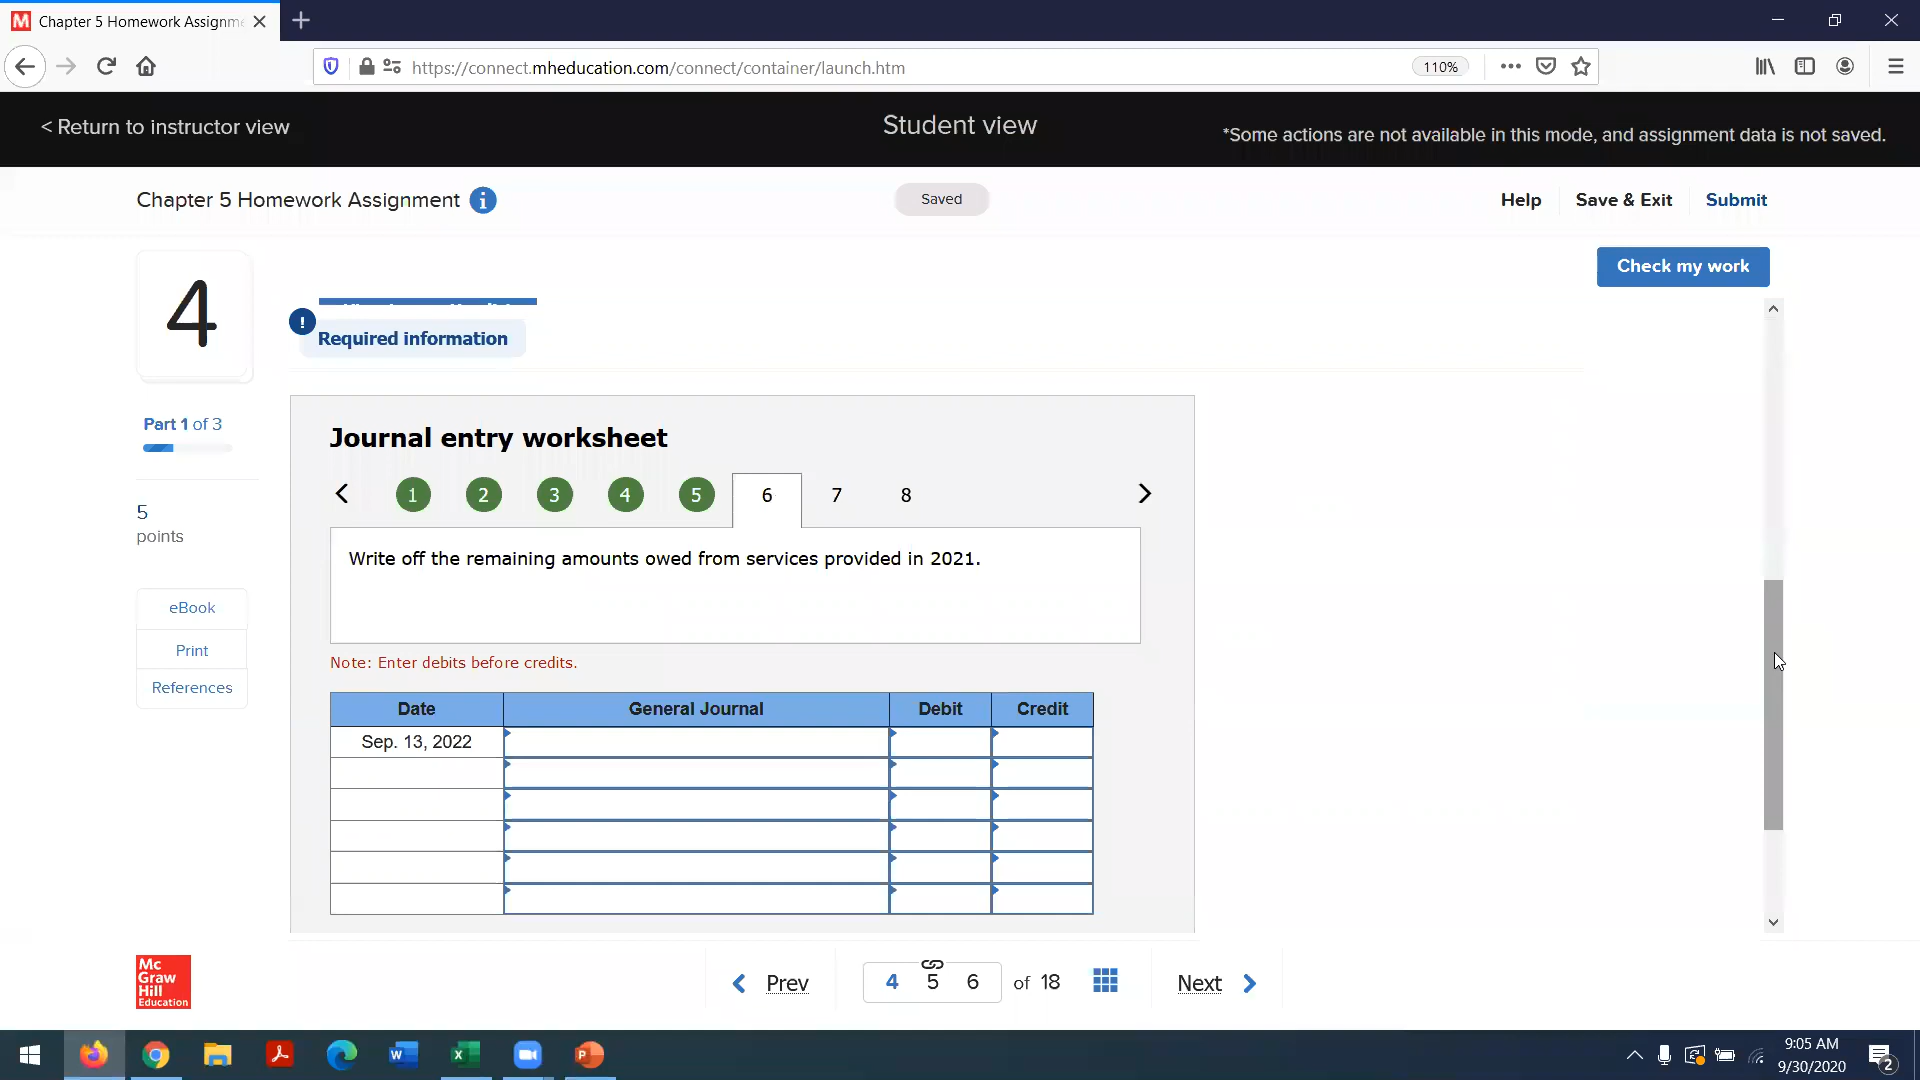 M Chapter 5 Homework Assignme
https://connect.mheducation.com/connect/container/launch.htm
110%
< Return to instructor view
Student view
*Some actions are not available in this mode, and assignment data is not saved.
Chapter 5 Homework Assignment i
Saved
Help
Save & Exit
Submit
4
Check my work
!
Required information
Part 1 of 3
5
points
eBook
Print
References
Journal entry worksheet
1 2 3 4 5 6 7 8
Write off the remaining amounts owed from services provided in 2021.
Note: Enter debits before credits.
Date General Journal Debit Credit
Sep. 13, 2022
Mc
Graw
Hill
Education
Prev
4 5 6 of 18
Next
9:05 AM
9/30/2020
2